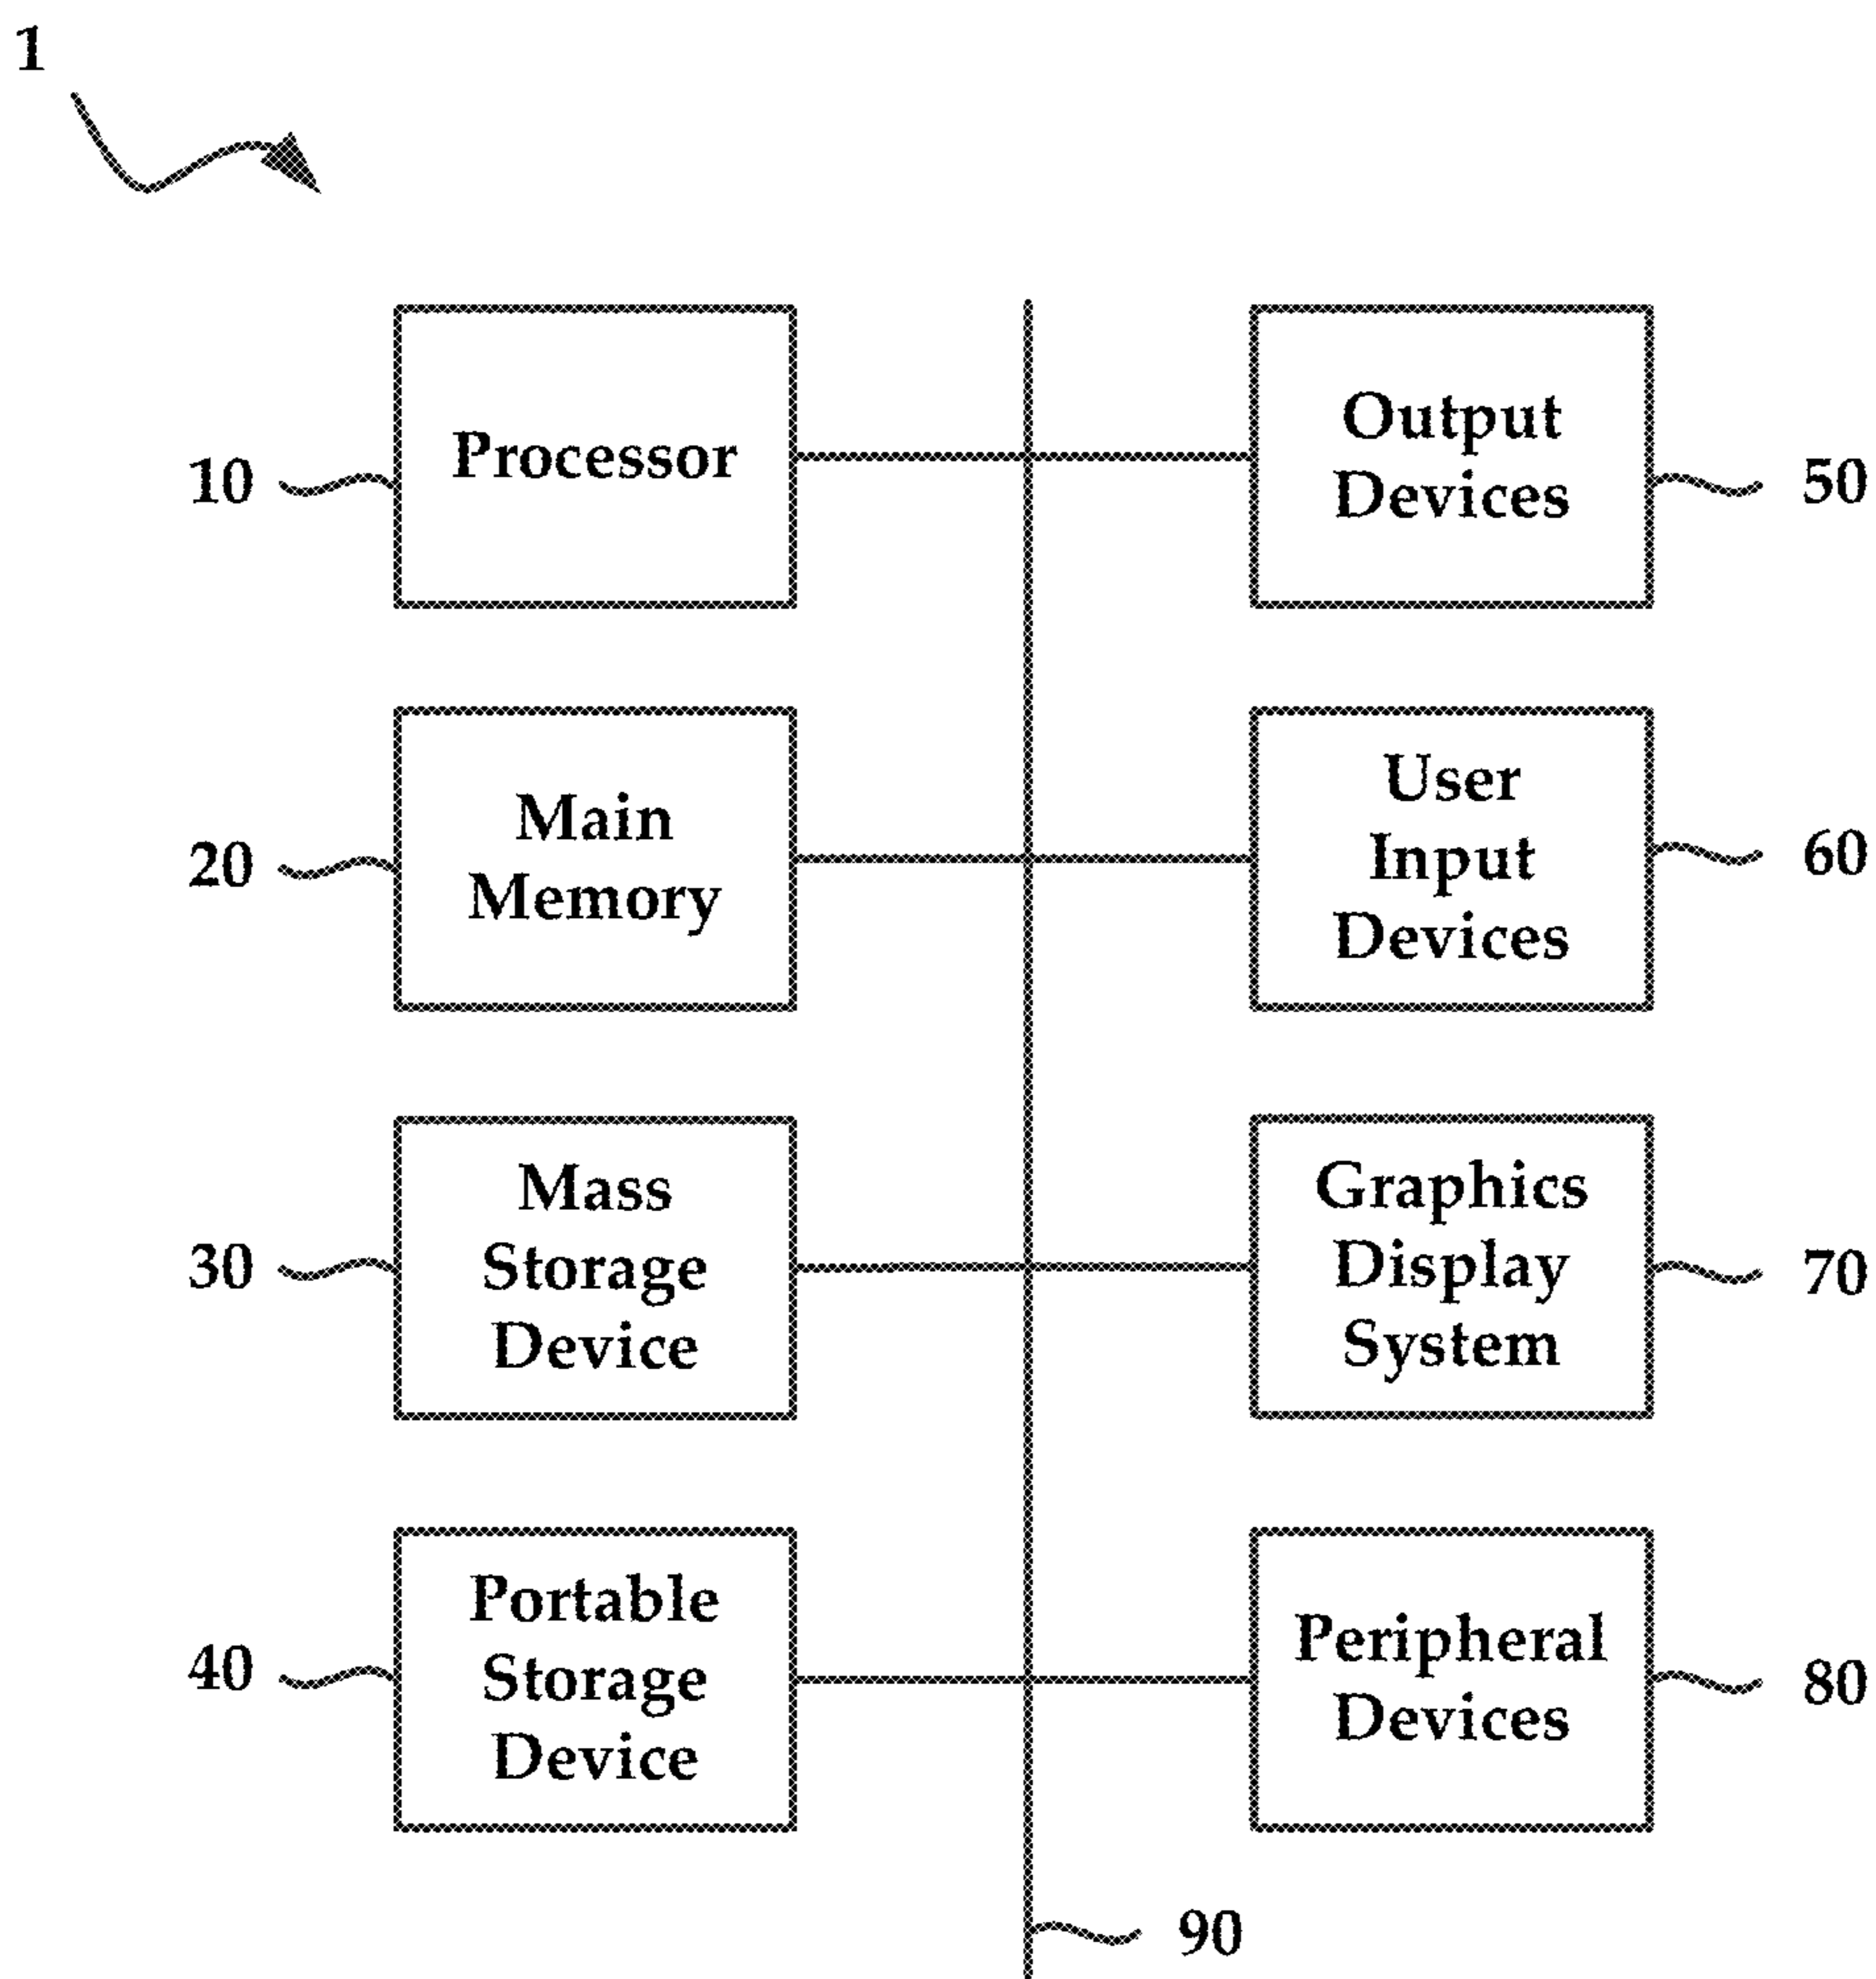 1
Processor
10
Output
Devices
50
Main
Memory
20
User
Input
Devices
60
Mass
Storage
Device
30
Graphics
Display
System
70
Portable
Storage
Device
40
Peripheral
Devices
80
90